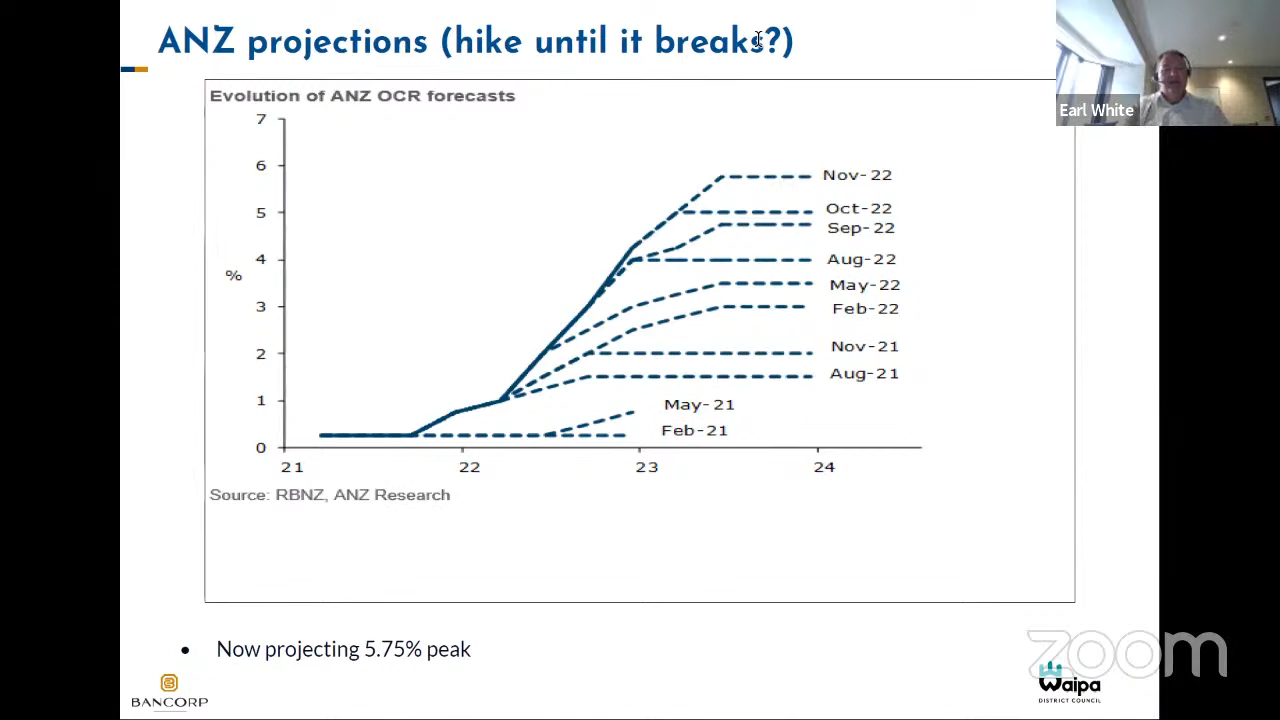 ANZ projections (hike until it breaks?)
Earl White
Evolution of ANZ OCR forecasts
7
6
5
4
3
2
1
0
%
Nov-22
Oct-22
Sep-22
Aug-22
May-22
Feb-22
Nov-21
Aug-21
May-21
Feb-21
21 22 23 24
Source: RBNZ, ANZ Research
• Now projecting 5.75% peak
zoom
BANCORP
Waipa
DISTRICT COUNCIL